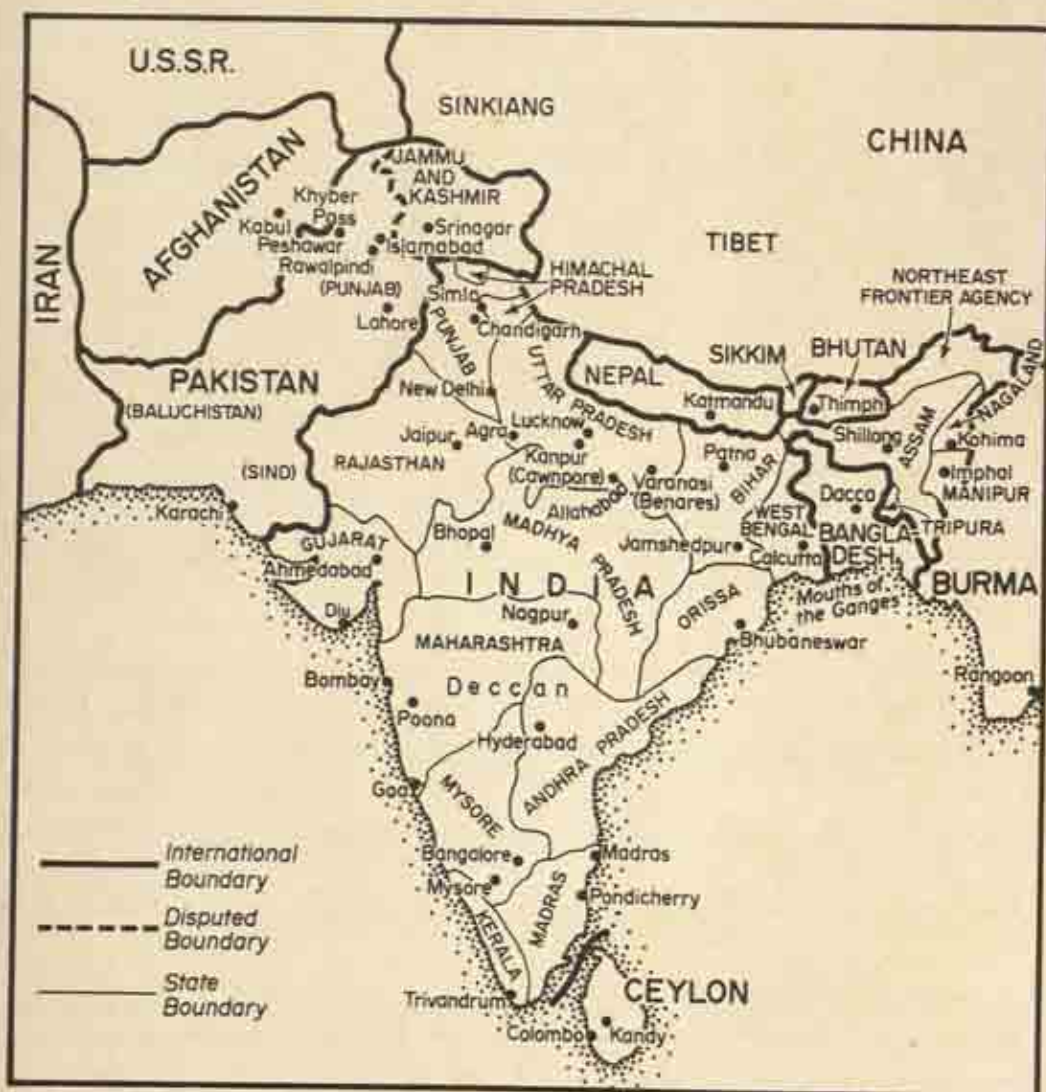 U.S.S.R.
SINKIANG
CHINA
IRAN
AFGHANISTAN
JAMMU
AND
KASHMIR
Khyber
Pass
Kabul
Peshawar
Srinagar
Islamabad
Rawalpindi
(PUNJAB)
TIBET
HIMACHAL
PRADESH
NORTHEAST
FRONTIER AGENCY
Simla
Lahore
Chandigarh
PUNJAB
PAKISTAN
(BALUCHISTAN)
New Delhi
UTTAR PRADESH
NEPAL
Katmandu
SIKKIM
BHUTAN
Thimph
ASSAM
NAGALAND
Shillong
Kohima
Imphal
MANIPUR
Jaipur
Agra
Lucknow
RAJASTHAN
Kanpur
(Cawnpore)
Allahabad
Varanasi
(Benares)
Patna
BIHAR
(SIND)
Karachi
Dacca
WEST
BENGAL
BANGLA
DESH
TRIPURA
GUJARAT
Ahmedabad
Bhopal
MADHYA
PRADESH
Jamshedpur
Calcutta
INDIA
Mouths of
the Ganges
BURMA
Diu
Nagpur
ORISSA
MAHARASHTRA
Bhubaneswar
Bombay
Deccan
Rangoon
Poona
Hyderabad
ANDHRA PRADESH
Goa
MYSORE
Bangalore
Madras
Mysore
Pondicherry
MADRAS
KERALA
Trivandrum
CEYLON
Colombo
Kandy
International
Boundary
Disputed
Boundary
State
Boundary